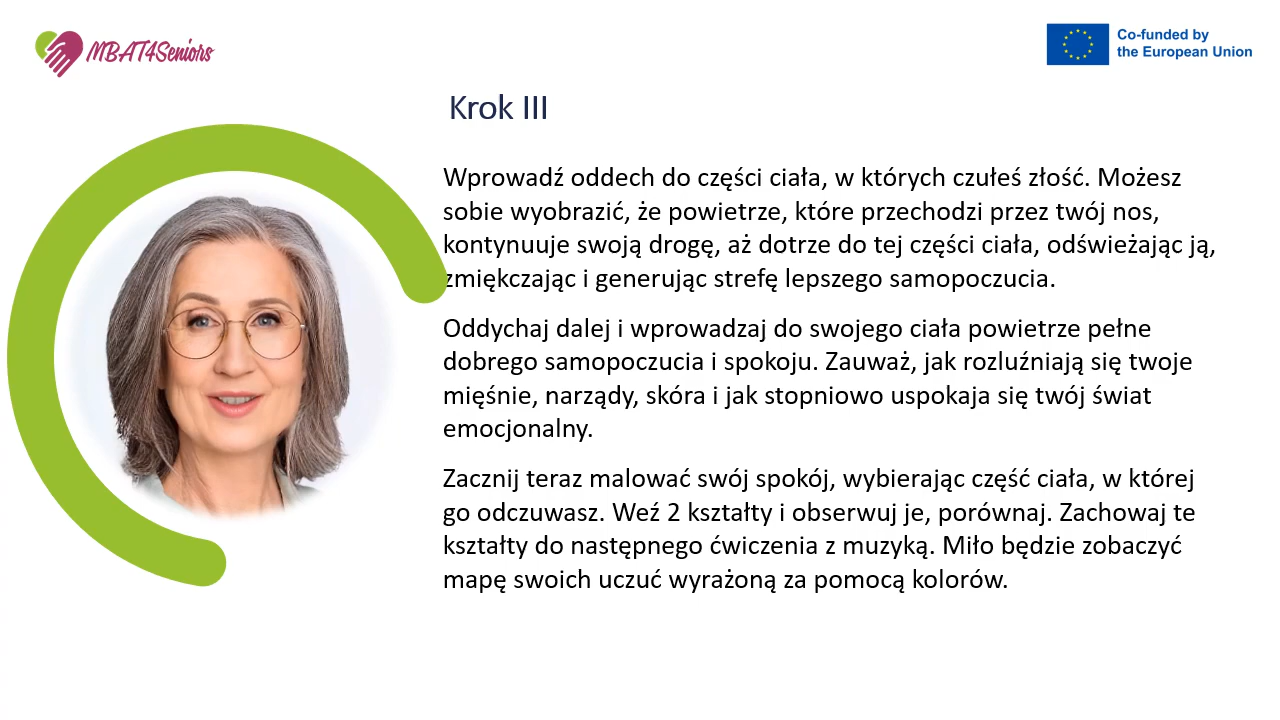 MBAT4Seniors
Co-funded by
the European Union
Krok III
Wprowadź oddech do części ciała, w których czułeś złość. Możesz
sobie wyobrazić, że powietrze, które przechodzi przez twój nos,
kontynuuje swoją drogę, aż dotrze do tej części ciała, odświeżając ją,
zmiękczając i generując strefę lepszego samopoczucia.
Oddychaj dalej i wprowadzaj do swojego ciała powietrze pełne
dobrego samopoczucia i spokoju. Zauważ, jak rozluźniają się twoje
mięśnie, narządy, skóra i jak stopniowo uspokaja się twój świat
emocjonalny.
Zacznij teraz malować swój spokój, wybierając część ciała, w której
go odczuwasz. Weź 2 kształty i obserwuj je, porównaj. Zachowaj te
kształty do następnego ćwiczenia z muzyką. Miło będzie zobaczyć
mapę swoich uczuć wyrażoną za pomocą kolorów.